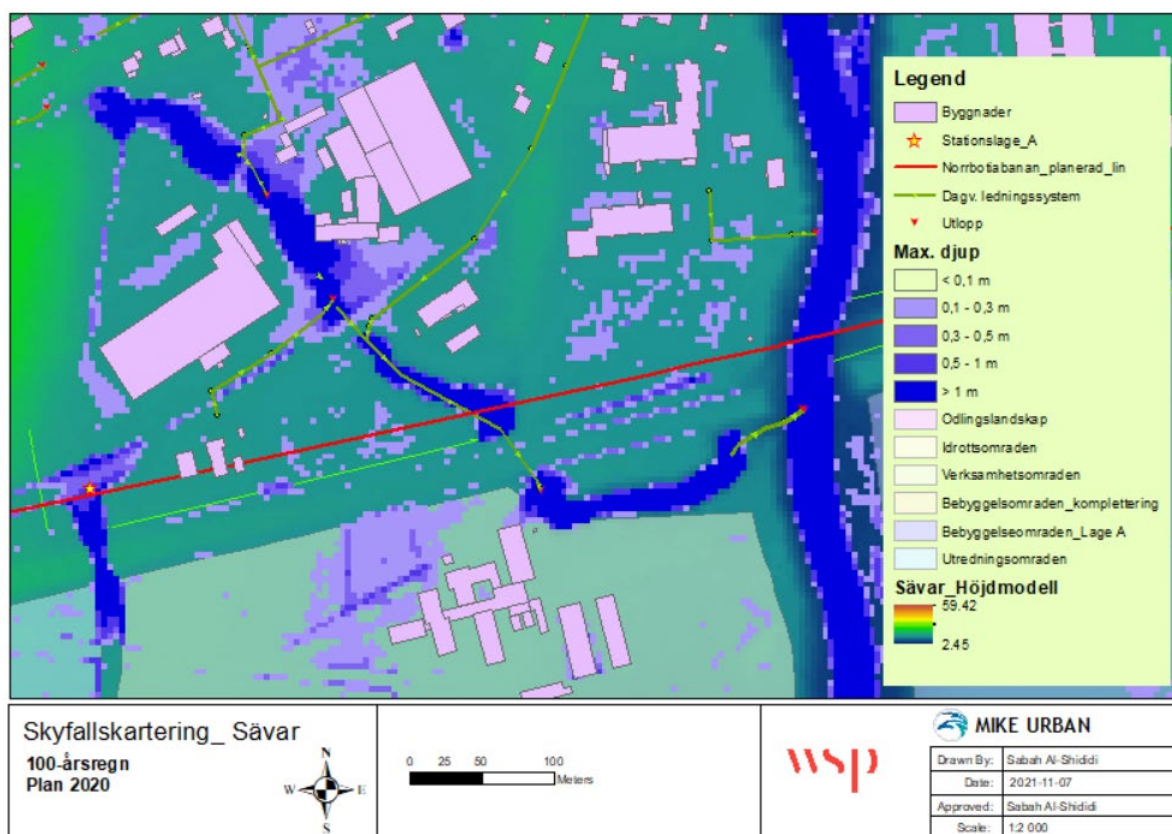 Legend
Byggnader
Stationslage_A
Norrbotiabanan_planerad_lin
Dagv. ledningssystem
Utlopp
Max. djup
< 0,1 m
0,1 - 0,3 m
0,3 - 0,5 m
0,5 - 1 m
> 1 m
Odlingslandskap
Idrottsomraden
Verksamhetsomraden
Bebyggelsomraden_komplettering
Bebyggelseomraden_Lage A
Utredningsomraden
Sävar_Höjdmodell
59.42
2.45
Skyfallskartering_ Sävar
100-årsregn
Plan 2020
N
W E
S
0 25 50 100
Meters
wsp
MIKE URBAN
Drawn By: Sabah Al-Shididi
Date: 2021-11-07
Approved: Sabah Al-Shididi
Scale: 1:2 000